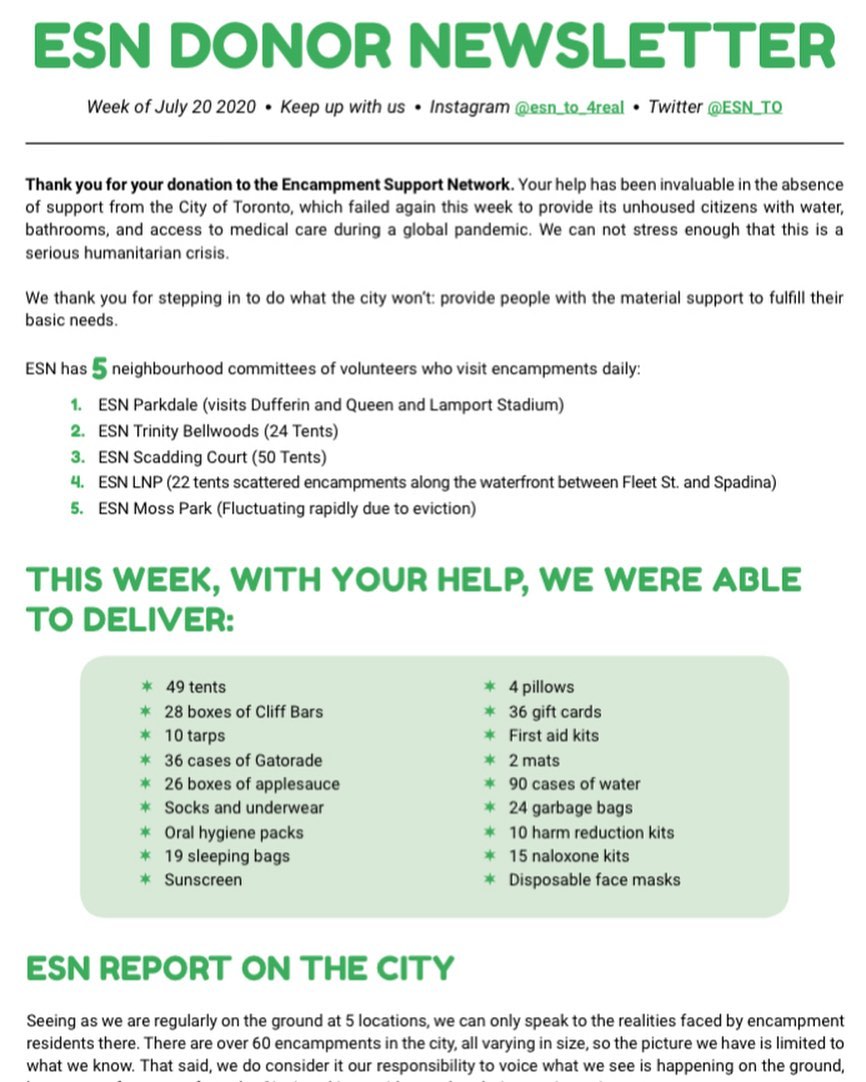 ESN DONOR NEWSLETTER
Week of July 20 2020 • Keep up with us • Instagram @esn_to_4real • Twitter @ESN_TO
Thank you for your donation to the Encampment Support Network. Your help has been invaluable in the absence
of support from the City of Toronto, which failed again this week to provide its unhoused citizens with water,
bathrooms, and access to medical care during a global pandemic. We can not stress enough that this is a
serious humanitarian crisis.
We thank you for stepping in to do what the city won't: provide people with the material support to fulfill their
basic needs.
ESN has 5 neighbourhood committees of volunteers who visit encampments daily:
1. ESN Parkdale (visits Dufferin and Queen and Lamport Stadium)
2. ESN Trinity Bellwoods (24 Tents)
3. ESN Scadding Court (50 Tents)
4. ESN LNP (22 tents scattered encampments along the waterfront between Fleet St. and Spadina)
5. ESN Moss Park (Fluctuating rapidly due to eviction)
THIS WEEK, WITH YOUR HELP, WE WERE ABLE
TO DELIVER:
✶ 49 tents
✶ 28 boxes of Cliff Bars
✶ 10 tarps
✶ 36 cases of Gatorade
✶ 26 boxes of applesauce
✶ Socks and underwear
✶ Oral hygiene packs
✶ 19 sleeping bags
✶ Sunscreen
✶ 4 pillows
✶ 36 gift cards
✶ First aid kits
✶ 2 mats
✶ 90 cases of water
✶ 24 garbage bags
✶ 10 harm reduction kits
✶ 15 naloxone kits
✶ Disposable face masks
ESN REPORT ON THE CITY
Seeing as we are regularly on the ground at 5 locations, we can only speak to the realities faced by encampment
residents there. There are over 60 encampments in the city, all varying in size, so the picture we have is limited to
what we know. That said, we do consider it our responsibility to voice what we see is happening on the ground,